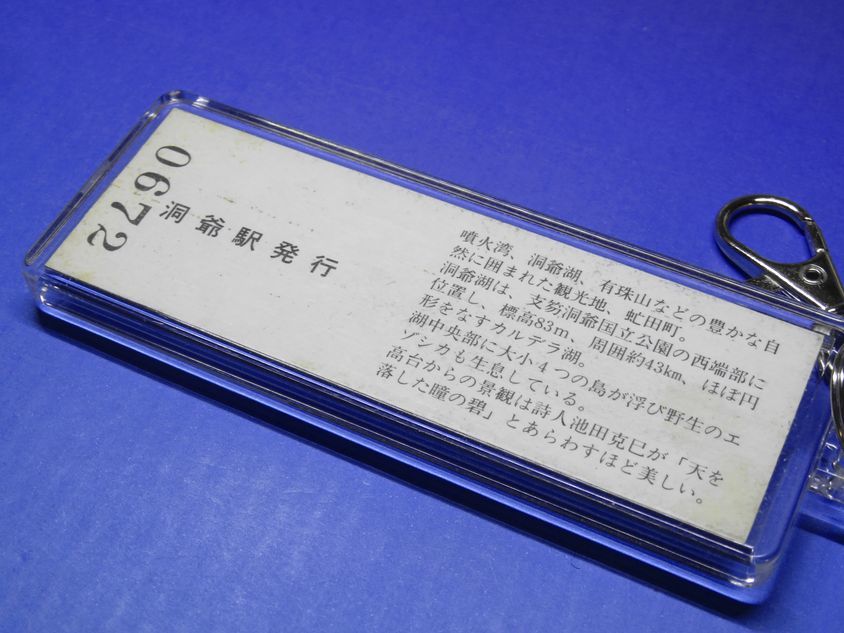 0672
洞爺駅発行
噴火湾、洞爺湖、有珠山などの豊かな自
然に囲まれた観光地、虻田町。
洞爺湖は、支笏洞爺国立公園の西端部に
位置し、標高83m、周囲約43km、ほぼ円
形をなすカルデラ湖。
湖中央部に大小4つの島が浮び野生のエ
ゾシカも生息している。
高台からの景観は詩人池田克巳が「天を
落した瞳の碧」とあらわすほど美しい。